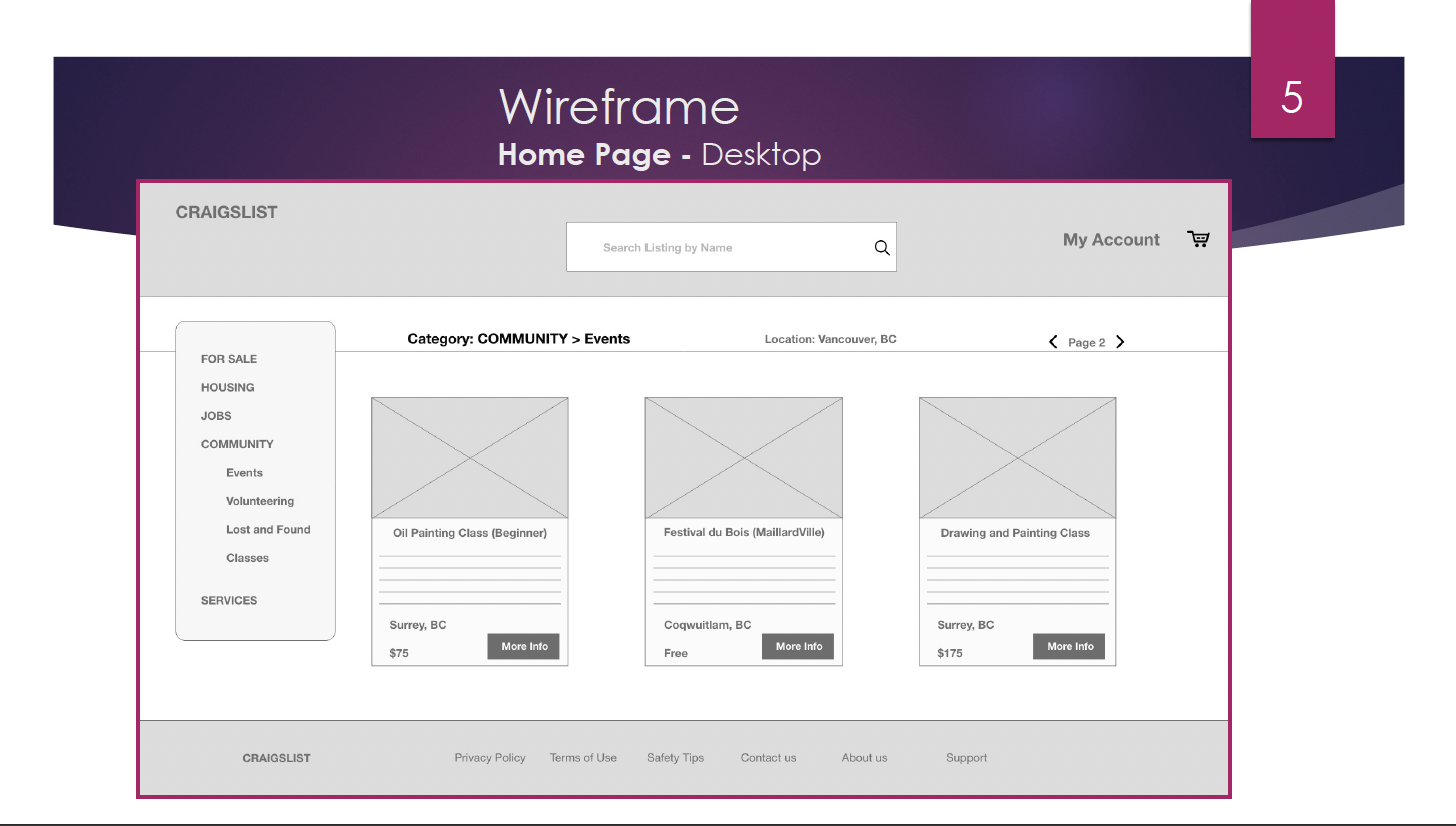 5
Wireframe
Home Page - Desktop
CRAIGSLIST
Search Listing by Name
My Account
Category: COMMUNITY > Events
Location: Vancouver, BC
Page 2
FOR SALE
HOUSING
JOBS
COMMUNITY
Events
Volunteering
Lost and Found
Classes
SERVICES
Oil Painting Class (Beginner)
Surrey, BC
$75
More Info
Festival du Bois (MaillardVille)
Coqwuitlam, BC
Free
More Info
Drawing and Painting Class
Surrey, BC
$175
More Info
CRAIGSLIST
Privacy Policy
Terms of Use
Safety Tips
Contact us
About us
Support